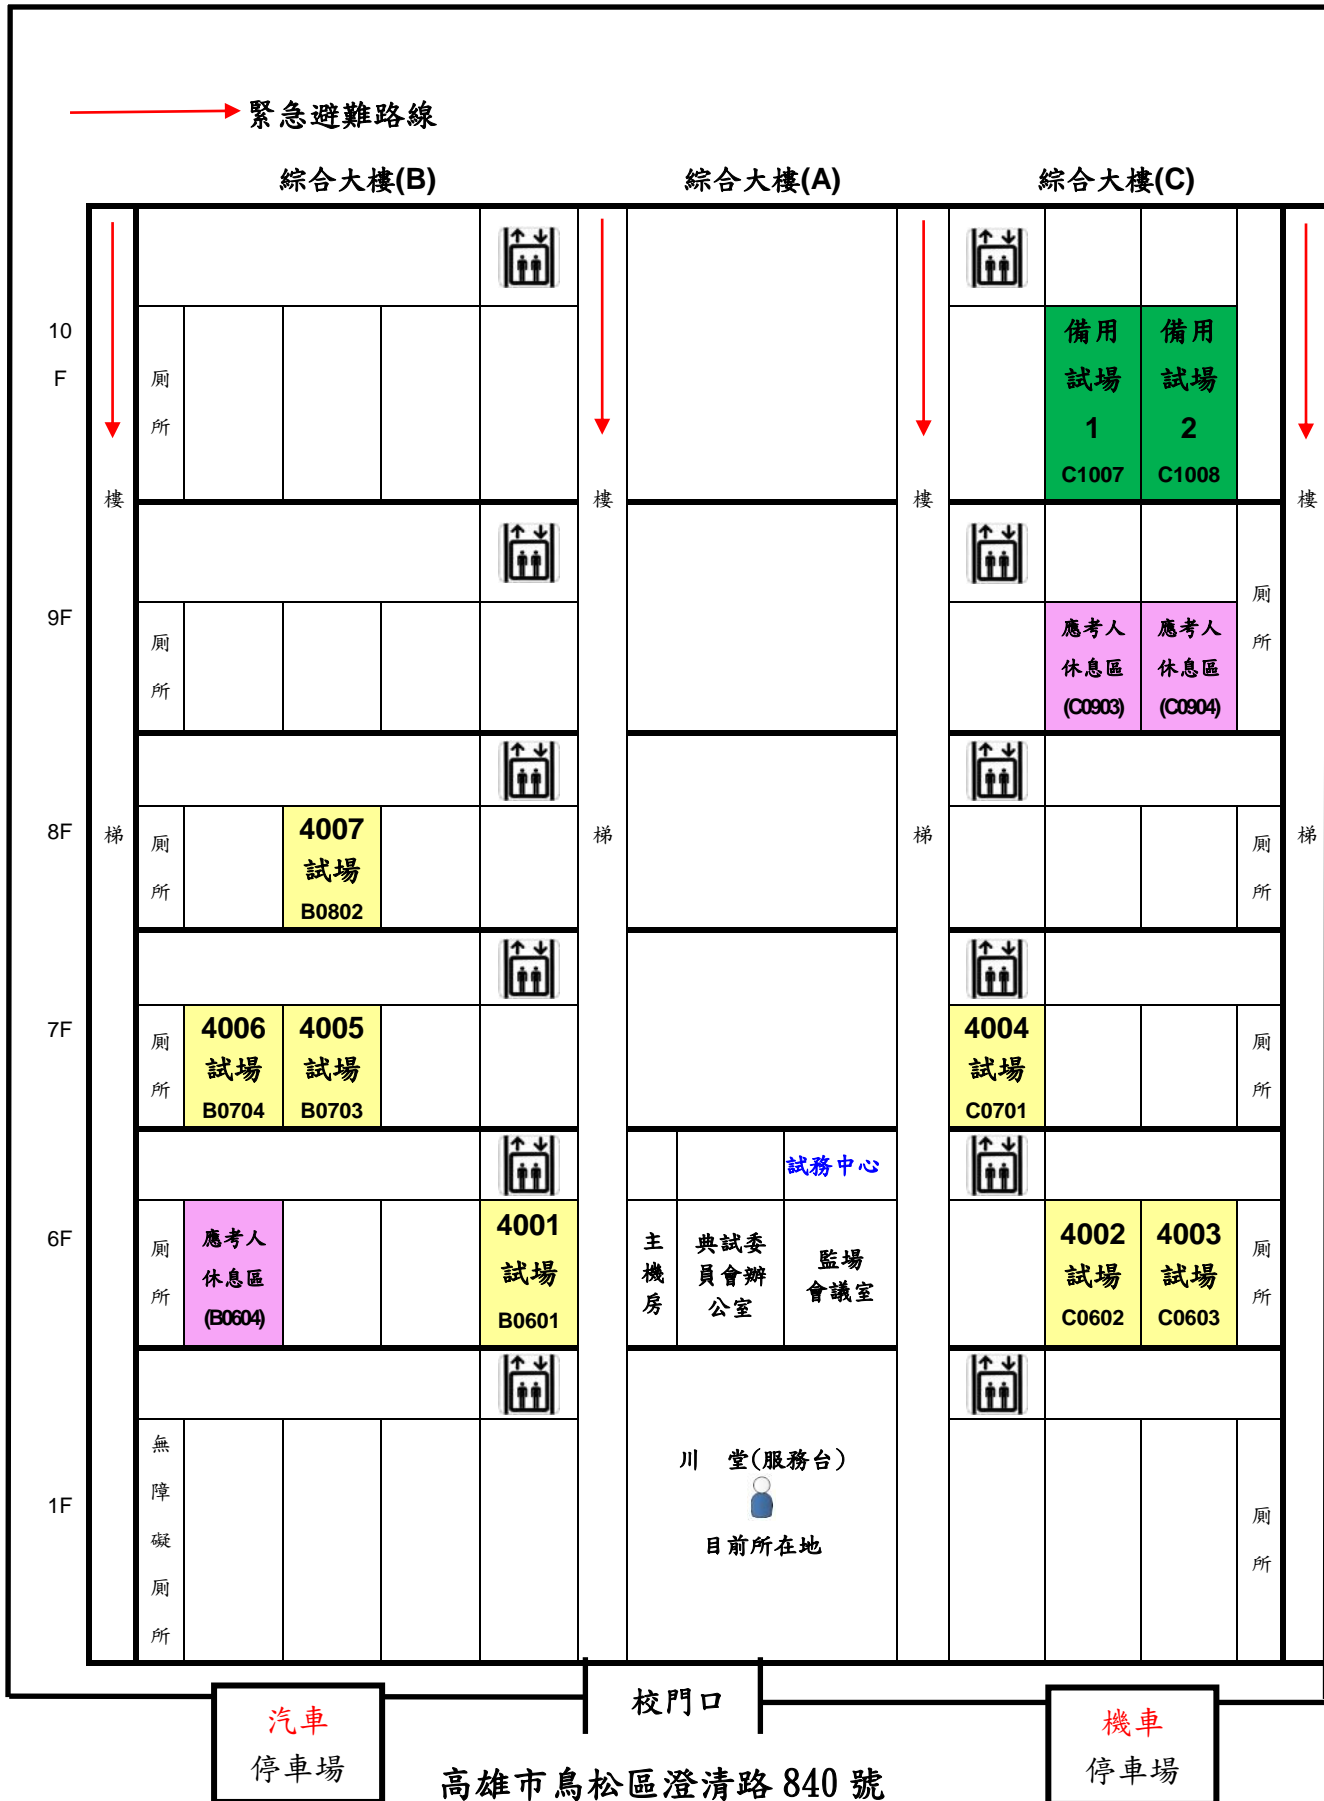 緊急避難路線
綜合大樓(B)
綜合大樓(A)
綜合大樓(C)
10
F
廁
所
備用
試場
1
C1007
備用
試場
2
C1008
樓
樓
樓
樓
9F
廁
所
應考人
休息區
(C0903)
應考人
休息區
(C0904)
廁
所
8F
梯
廁
所
4007
試場
B0802
梯
梯
廁
所
梯
7F
廁
所
4006
試場
B0704
4005
試場
B0703
4004
試場
C0701
廁
所
試務中心
6F
廁
所
應考人
休息區
(B0604)
4001
試場
B0601
主
機
房
典試委
員會辦
公室
監場
會議室
4002
試場
C0602
4003
試場
C0603
廁
所
1F
無
障
礙
廁
所
川 堂(服務台)
目前所在地
廁
所
汽車
停車場
校門口
機車
停車場
高雄市鳥松區澄清路 840 號